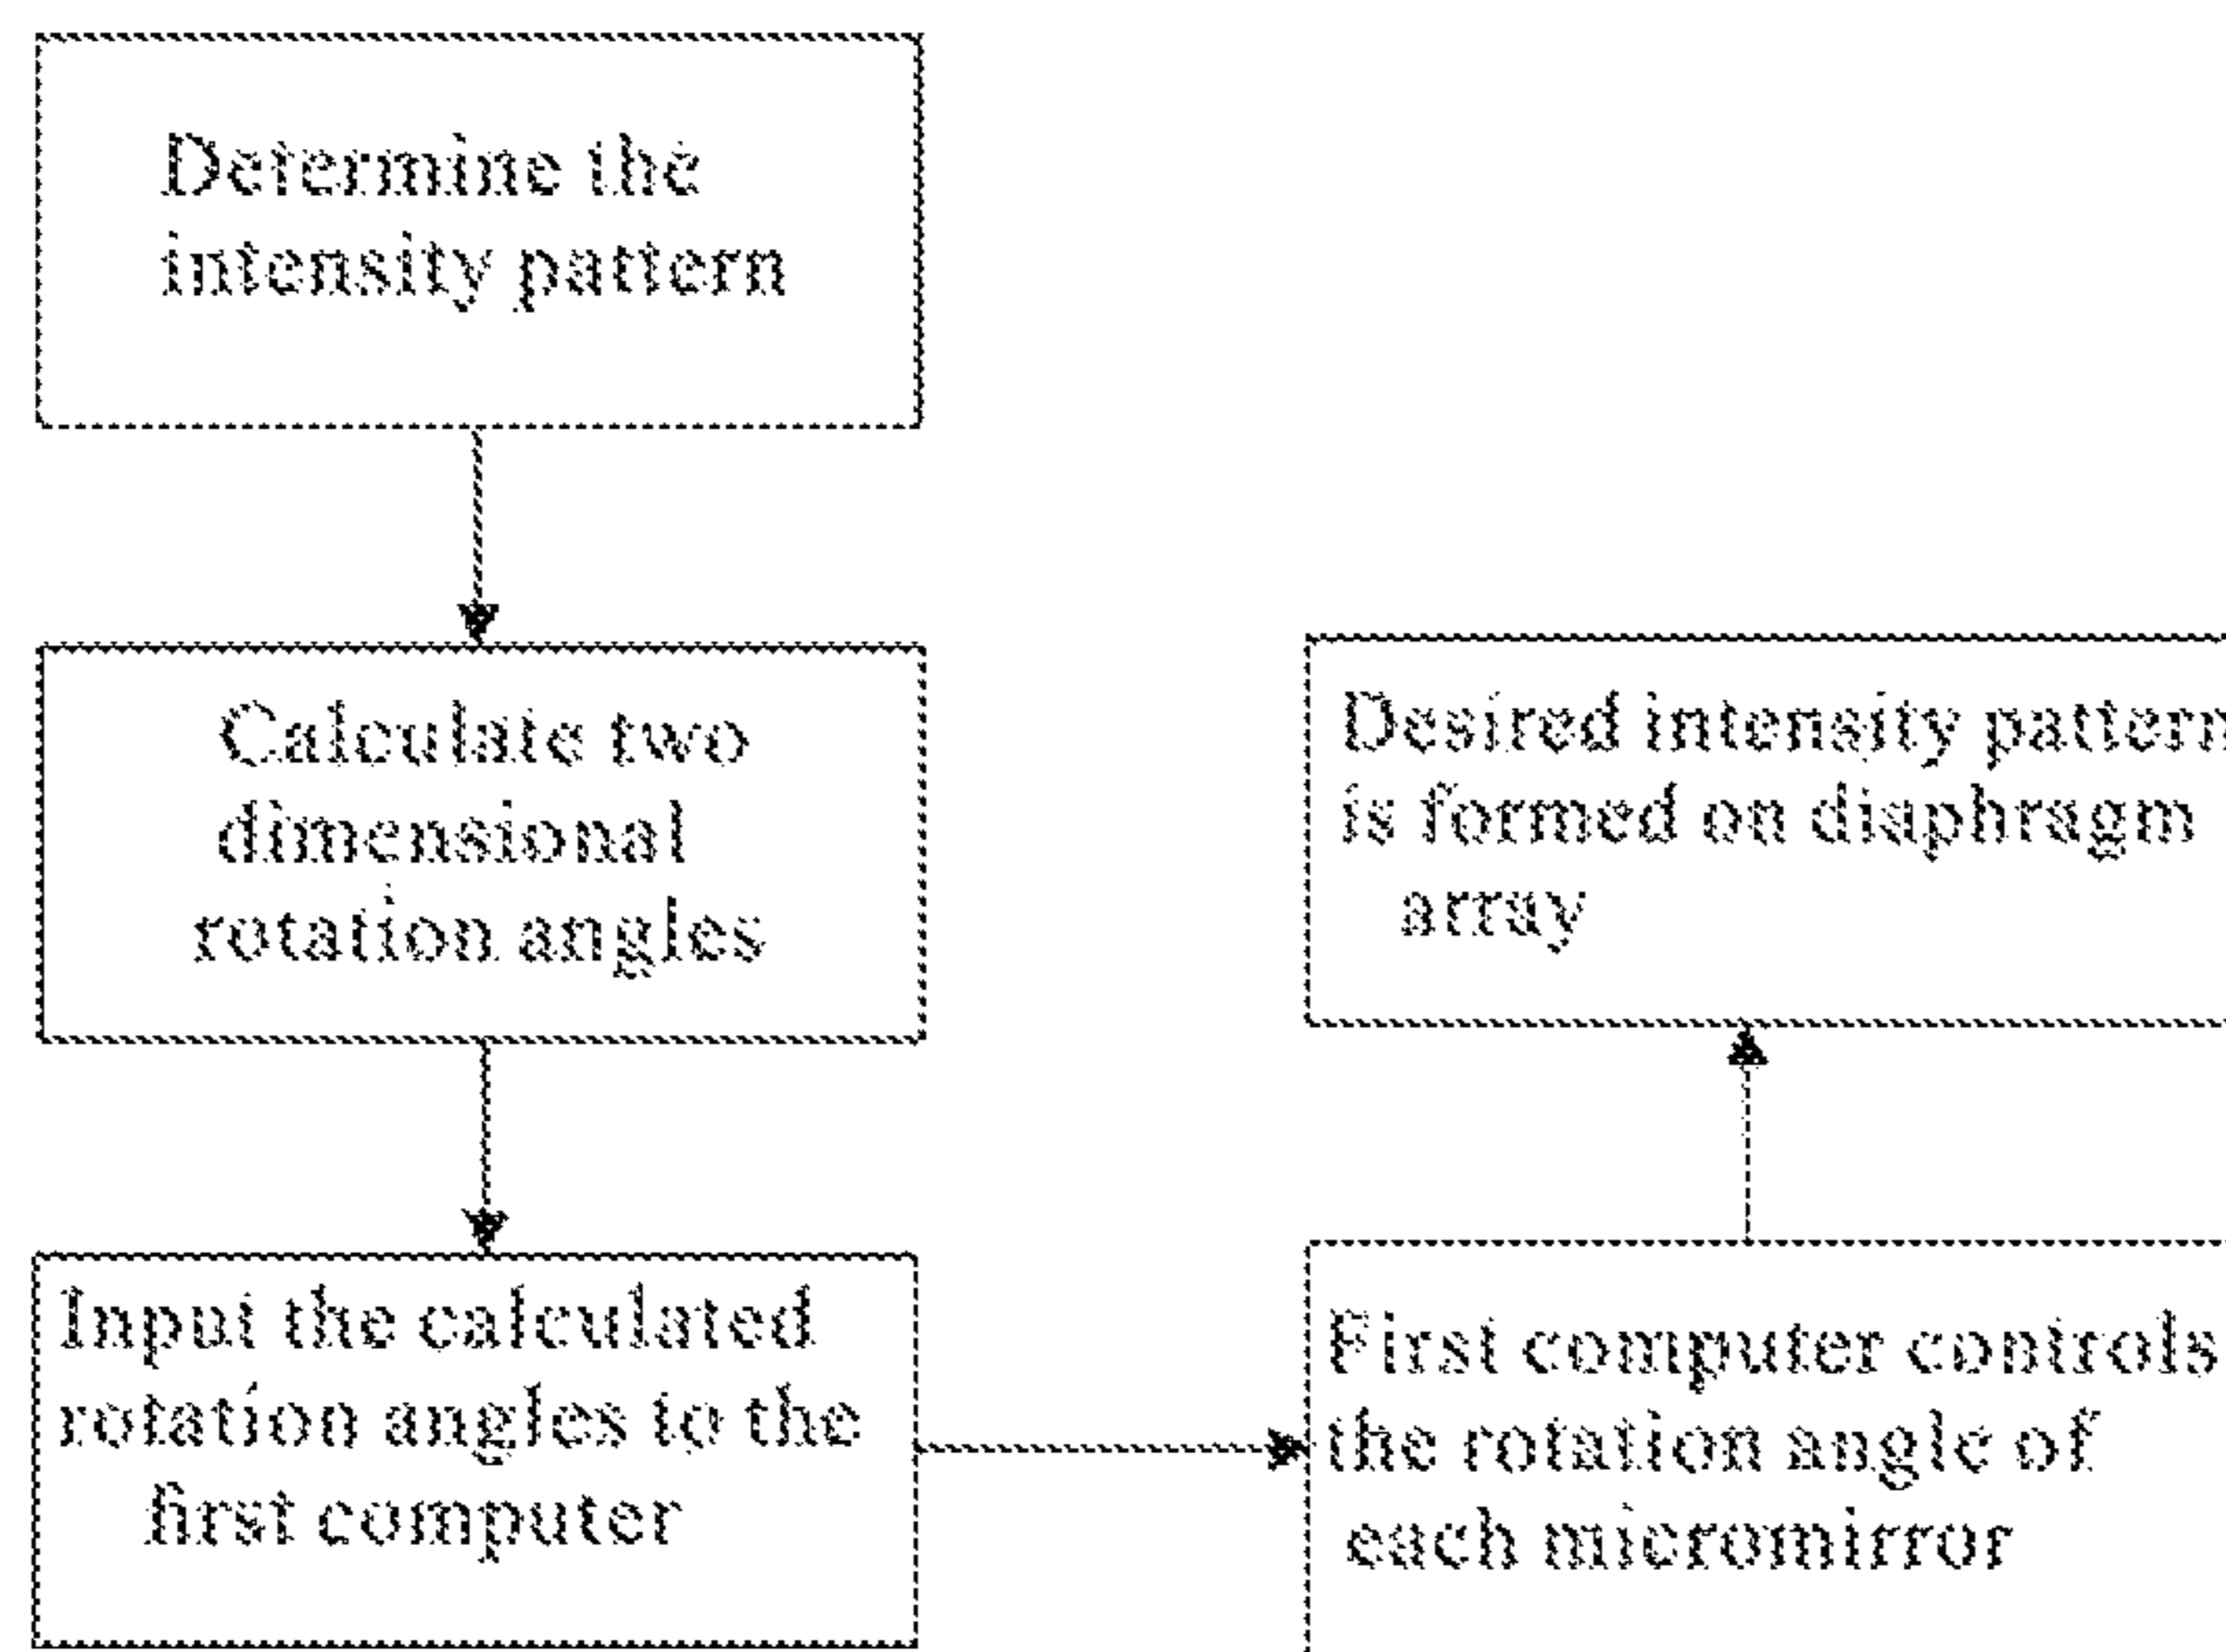 Determine the
intensity pattern
Calculate two
dimensional
rotation angles
Input the calculated
rotation angles to the
first computer
First computer controls
the rotation angle of
each micromirror
Desired intensity pattern
is formed on diaphragm
array